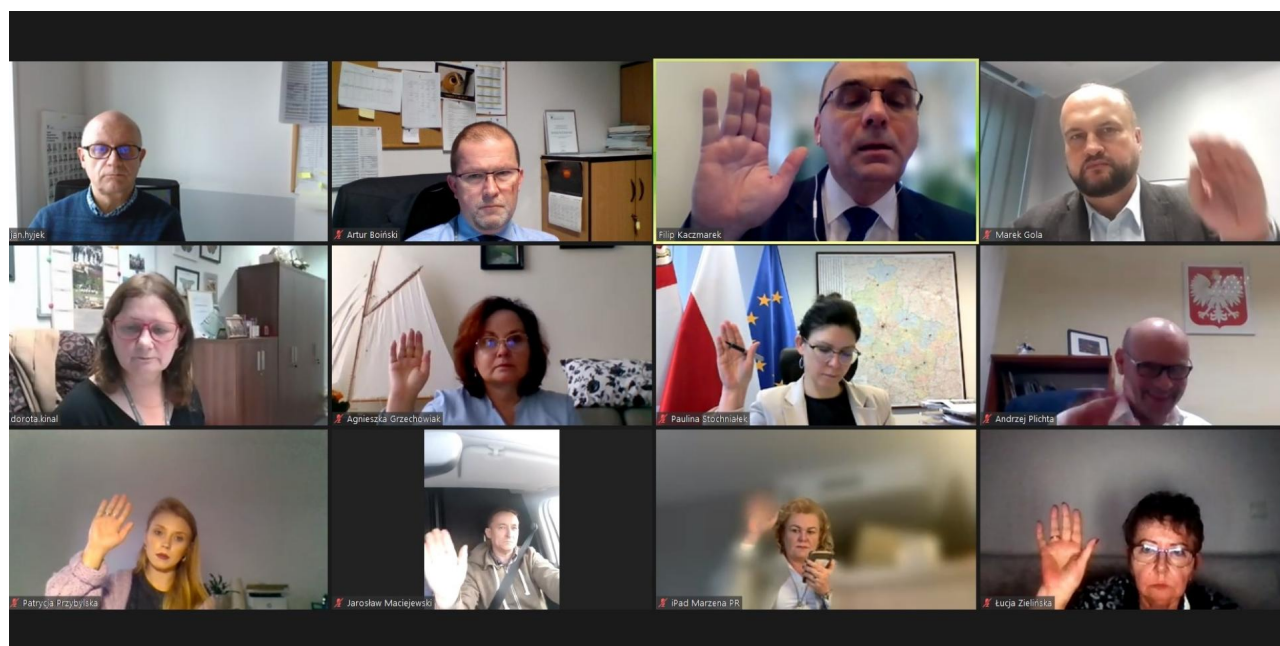 jan.hyjek
Artur Boiński
Filip Kaczmarek
Marek Gola
dorota.kinal
Agnieszka Grzechowiak
Paulina Stochniałek
Andrzej Plichta
Patrycja Przybylska
Jarosław Maciejewski
iPad Marzena PR
Łucja Zielińska